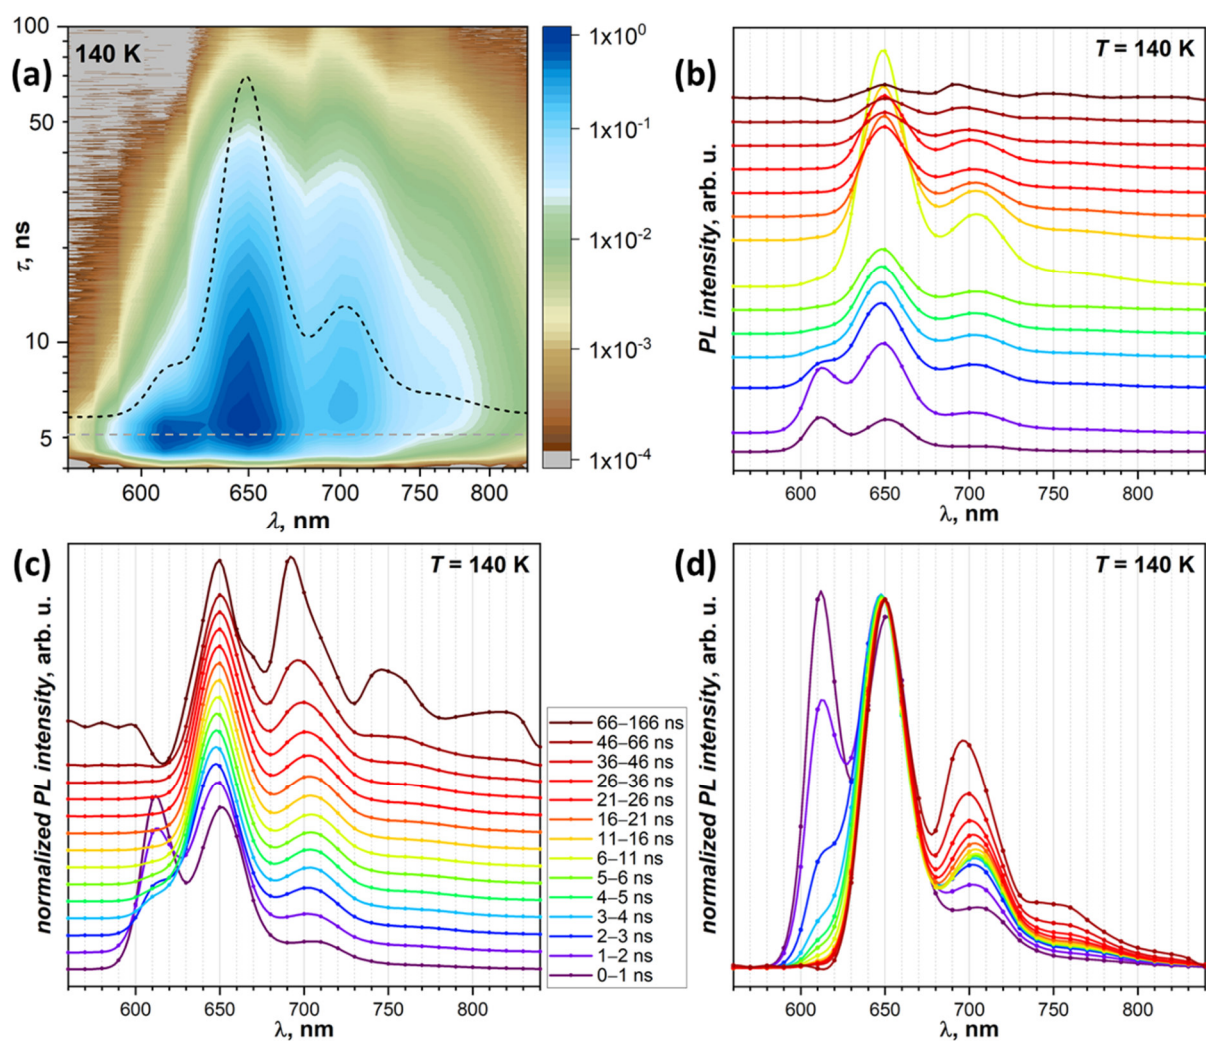 (a)
140 K
100
50
10
5
τ, ns
600
650
700
750
800
λ, nm
1x10⁰
1x10⁻¹
1x10⁻²
1x10⁻³
1x10⁻⁴
(b)
T = 140 K
PL intensity, arb. u.
600
650
700
750
800
λ, nm
(c)
T = 140 K
normalized PL intensity, arb. u.
600
650
700
750
800
λ, nm
66–166 ns
46–66 ns
36–46 ns
26–36 ns
21–26 ns
16–21 ns
11–16 ns
6–11 ns
5–6 ns
4–5 ns
3–4 ns
2–3 ns
1–2 ns
0–1 ns
(d)
T = 140 K
normalized PL intensity, arb. u.
600
650
700
750
800
λ, nm